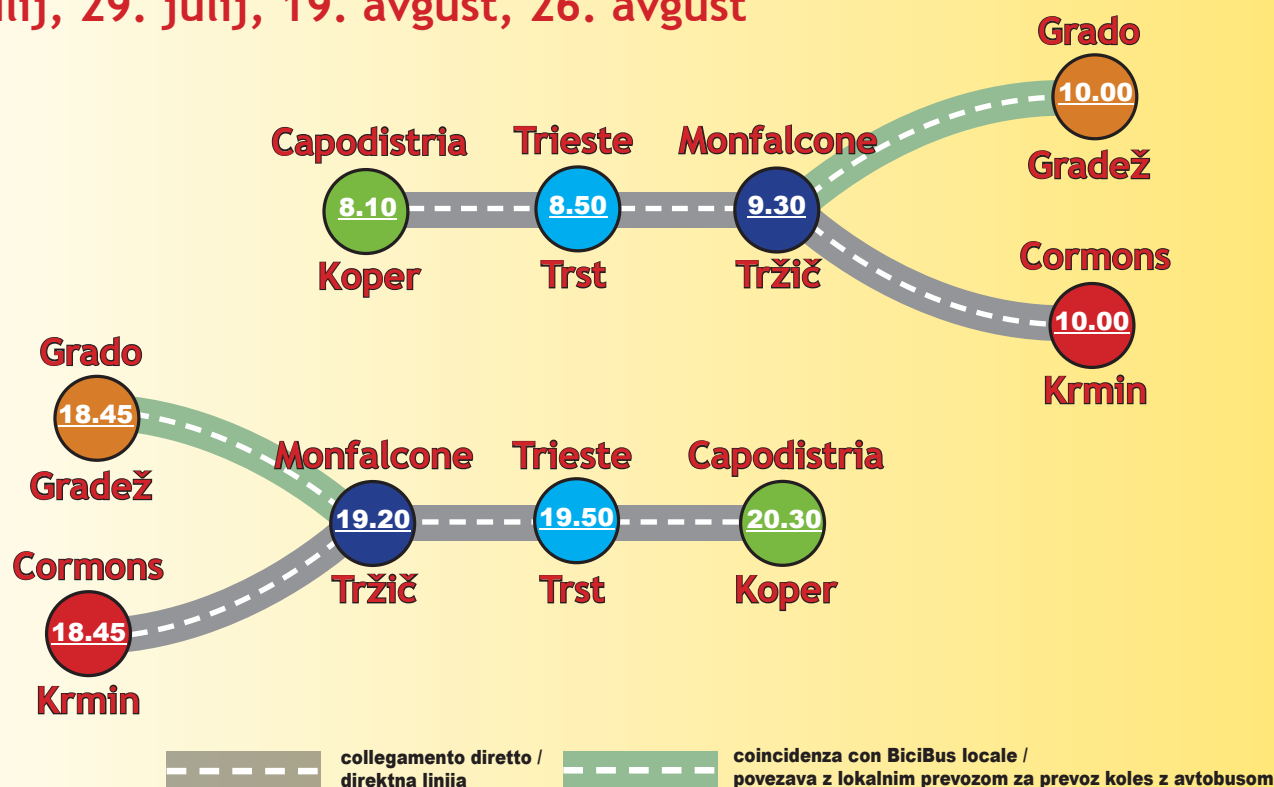 29. julij, 19. avgust, 26. avgust
Grado
10.00
Gradež
Capodistria
8.10
Koper
Trieste
8.50
Trst
Monfalcone
9.30
Tržič
Cormons
10.00
Krmin
Grado
18.45
Gradež
Cormons
18.45
Krmin
Monfalcone
19.20
Tržič
Trieste
19.50
Trst
Capodistria
20.30
Koper
collegamento diretto /
direktna linija
coincidenza con BiciBus locale /
povezava z lokalnim prevozom za prevoz koles z avtobusom